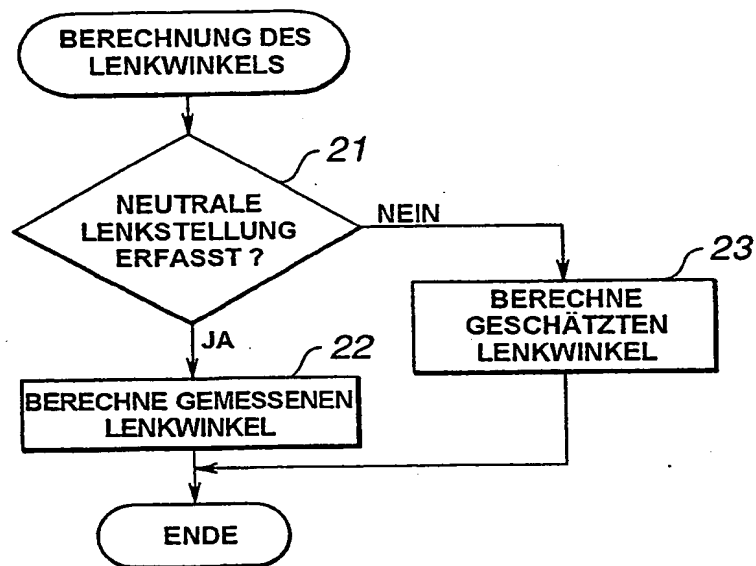 BERECHNUNG DES
LENKWINKELS
21
NEUTRALE
LENKSTELLUNG
ERFASST ?
NEIN
23
BERECHNE
GESCHÄTZTEN
LENKWINKEL
JA
22
BERECHNE GEMESSENEN
LENKWINKEL
ENDE